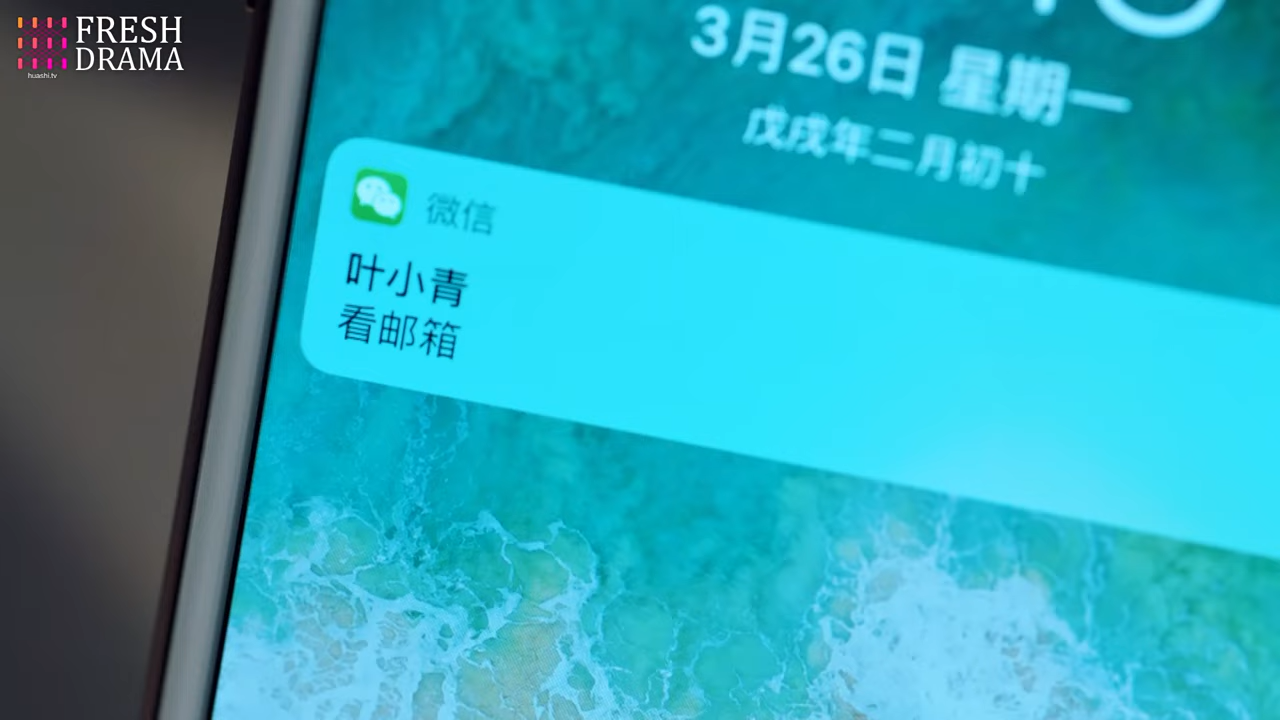 FRESH
DRAMA
huashi.tv
3月26日 星期一
戊戌年二月初十
微信
叶小青
看邮箱